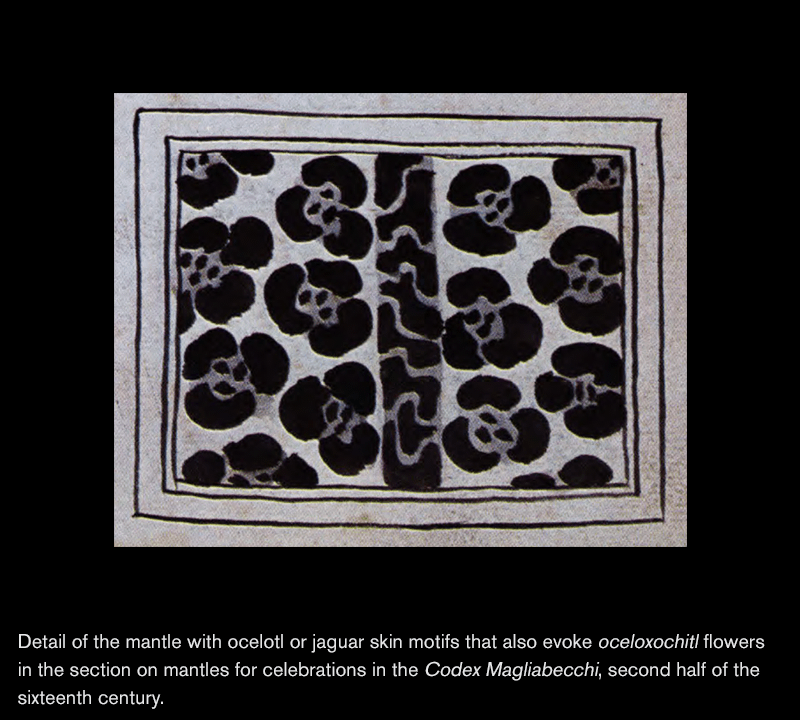 Detail of the mantle with ocelotl or jaguar skin motifs that also evoke oceloxochitl flowers
in the section on mantles for celebrations in the Codex Magliabecchi, second half of the
sixteenth century.